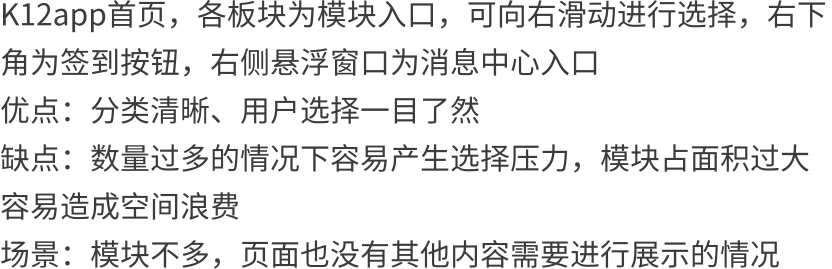 K12app首页，各板块为模块入口，可向右滑动进行选择，右下
角为签到按钮，右侧悬浮窗口为消息中心入口
优点：分类清晰、用户选择一目了然
缺点：数量过多的情况下容易产生选择压力，模块占面积过大
容易造成空间浪费
场景：模块不多，页面也没有其他内容需要进行展示的情况